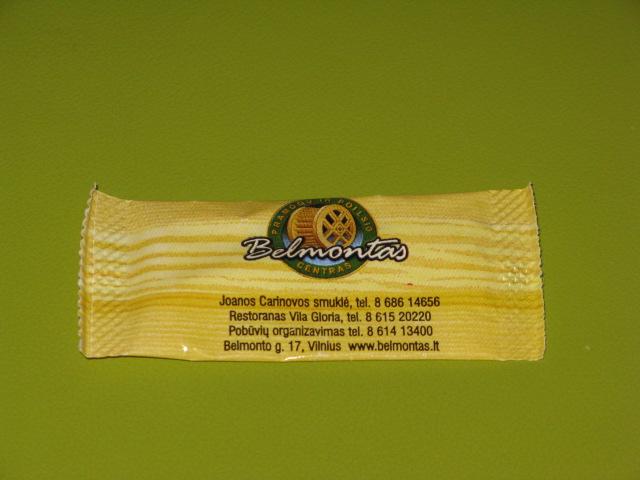 PRAMOGŲ IR POILSIO
Belmontas
CENTRAS
Joanos Carinovos smuklė, tel. 8 686 14656
Restoranas Vila Gloria, tel. 8 615 20220
Pobūvių organizavimas tel. 8 614 13400
Belmonto g. 17, Vilnius www.belmontas.lt